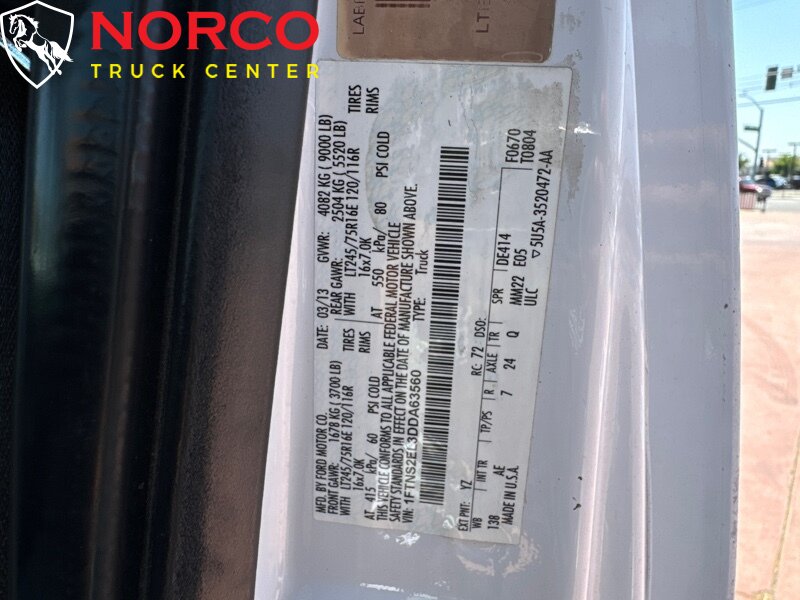 NORCO
TRUCK CENTER
MFD. BY FORD MOTOR CO.
DATE: 03/13 GVWR: 4082 KG ( 9000 LB)
FRONT GAWR: 1678 KG ( 3700 LB)
REAR GAWR: 2504 KG ( 5520 LB)
WITH LT245/75R16E 120/116R TIRES
WITH LT245/75R16E 120/116R TIRES
16x7.0K RIMS
16x7.0K RIMS
AT 415 kPa/ 60 PSI COLD
AT 550 kPa/ 80 PSI COLD
THIS VEHICLE CONFORMS TO ALL APPLICABLE FEDERAL MOTOR VEHICLE
SAFETY STANDARDS IN EFFECT ON THE DATE OF MANUFACTURE SHOWN ABOVE.
VIN: 1FTNS2EL3DDA63560
TYPE: Truck
F0670
T0804
EXT PNT: YZ RC: 72 DSO:
WB INT TR TP/PS R AXLE TR SPR DE414
138 AE 7 24 Q MM22 E05
MADE IN U.S.A. ULC
▽5U5A-3520472-AA